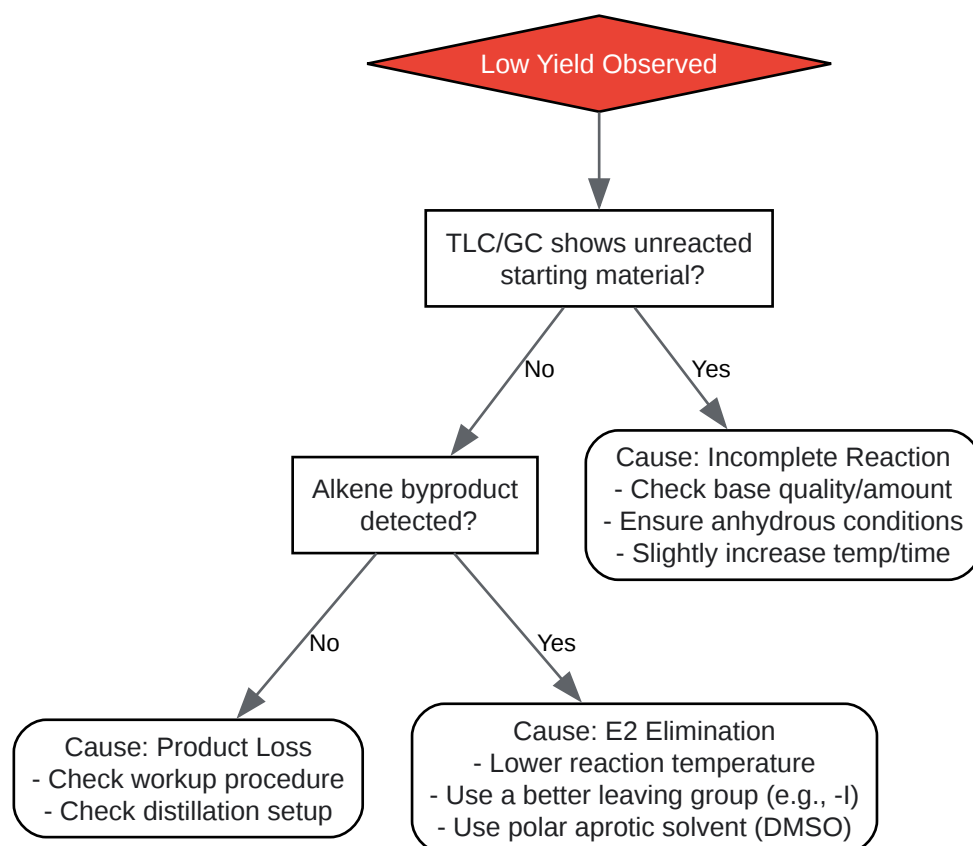 Low Yield Observed
TLC/GC shows unreacted
starting material?
No
Yes
Cause: Incomplete Reaction
- Check base quality/amount
- Ensure anhydrous conditions
- Slightly increase temp/time
Alkene byproduct
detected?
No
Yes
Cause: Product Loss
- Check workup procedure
- Check distillation setup
Cause: E2 Elimination
- Lower reaction temperature
- Use a better leaving group (e.g., -I)
- Use polar aprotic solvent (DMSO)